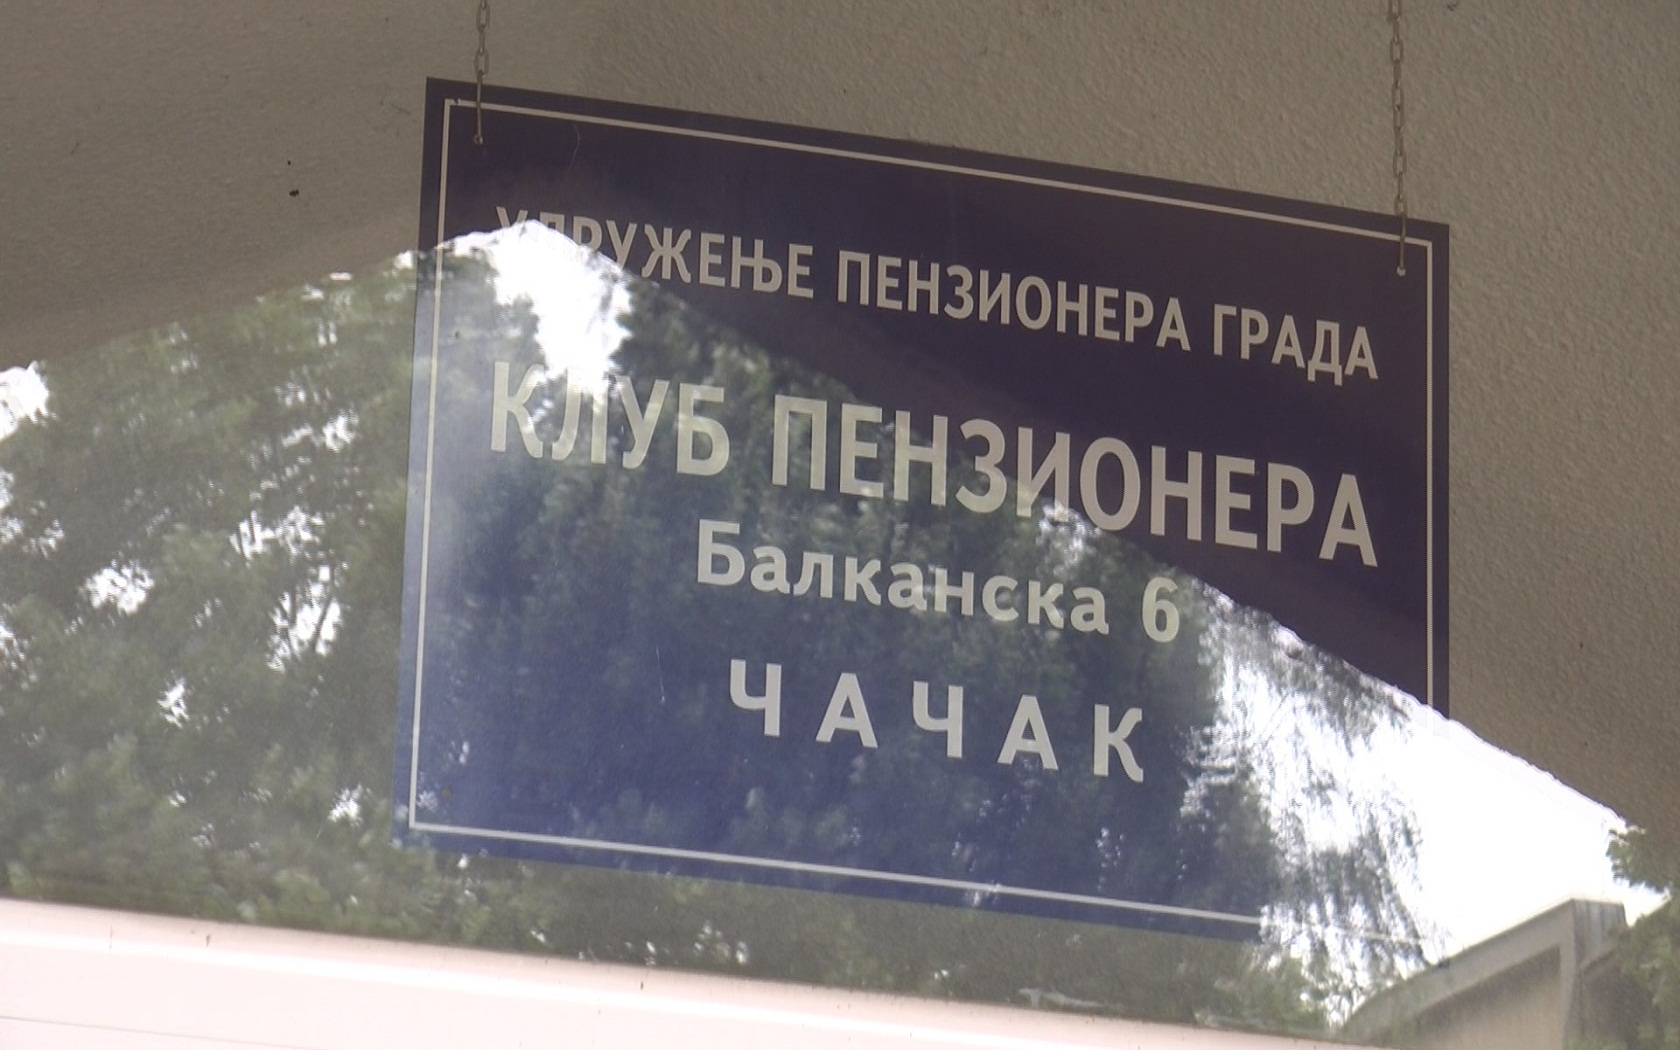 УДРУЖЕЊЕ ПЕНЗИОНЕРА ГРАДА
КЛУБ ПЕНЗИОНЕРА
Балканска 6
ЧАЧАК